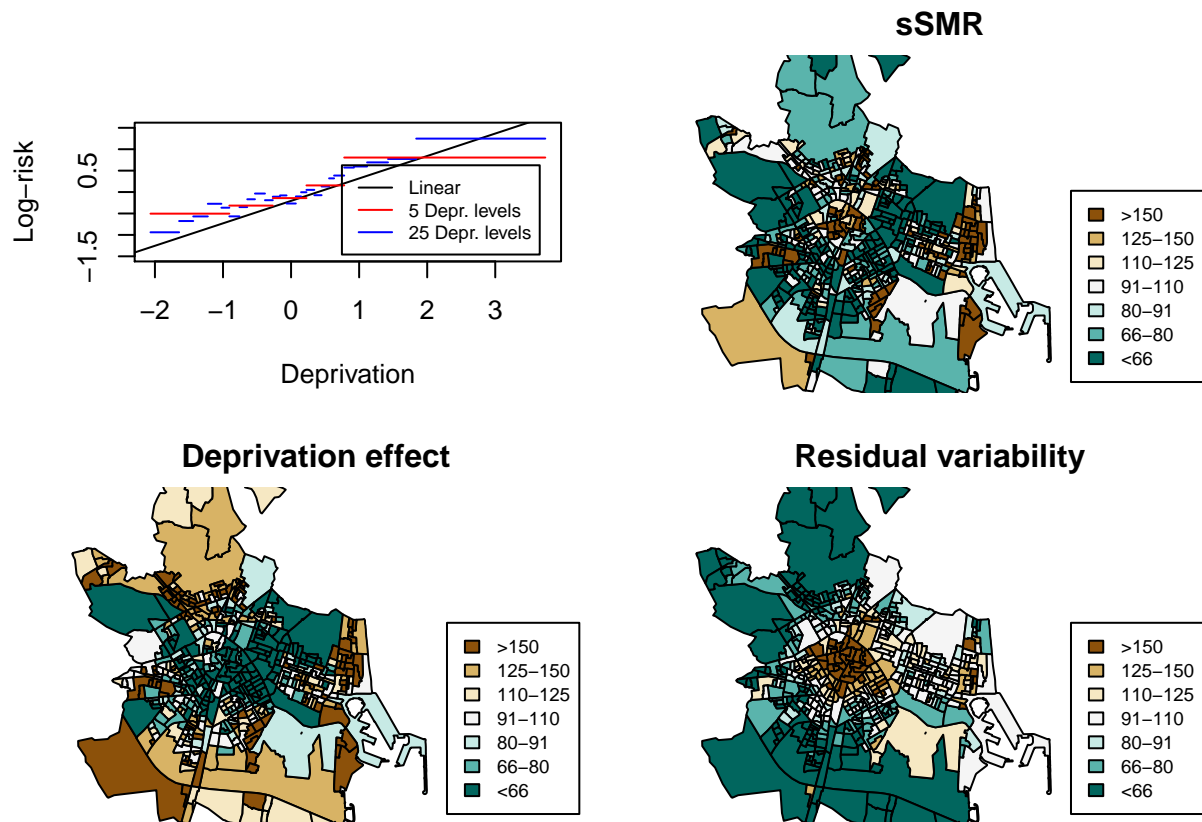 sSMR
Log−risk
0.5
−1.5
Linear
5 Depr. levels
25 Depr. levels
−2 −1 0 1 2 3
Deprivation
>150
125−150
110−125
91−110
80−91
66−80
<66
Deprivation effect
>150
125−150
110−125
91−110
80−91
66−80
<66
Residual variability
>150
125−150
110−125
91−110
80−91
66−80
<66